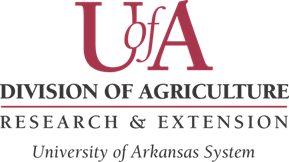 UofA
DIVISION OF AGRICULTURE
RESEARCH & EXTENSION
University of Arkansas System